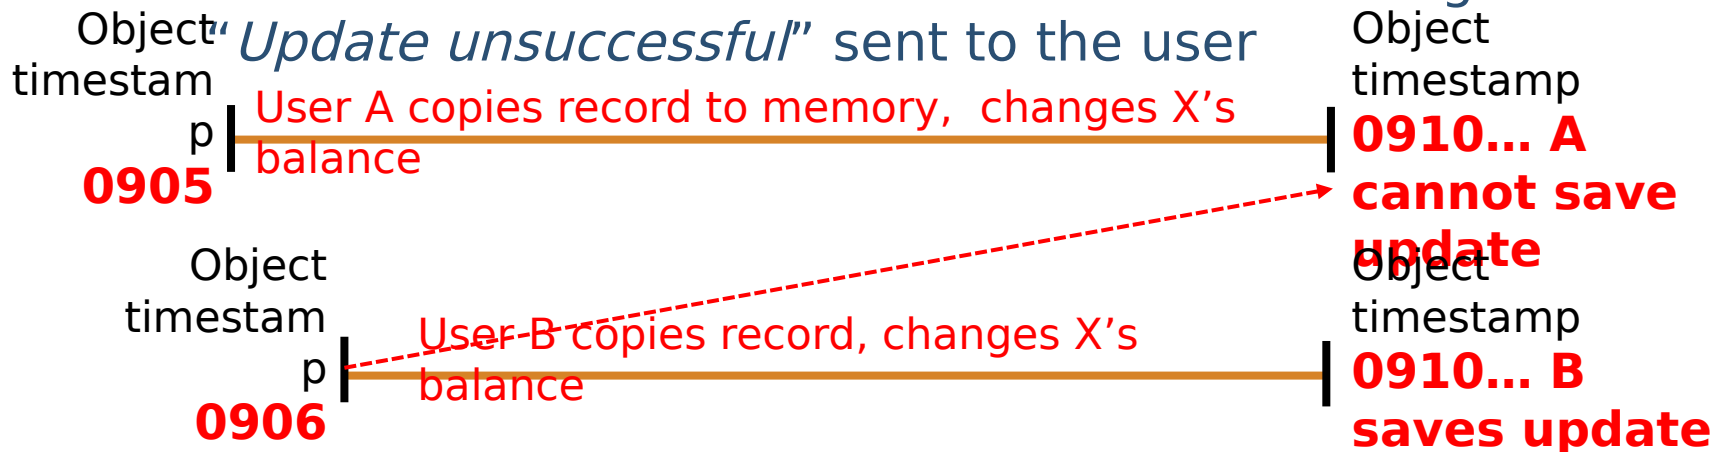 “Update unsuccessful” sent to the user
Object
timestam
p
0905
User A copies record to memory,  changes X’s
balance
Object
timestamp
0910… A
cannot save
update
Object
timestam
p
0906
User B copies record, changes X’s
balance
Object
timestamp
0910… B
saves update